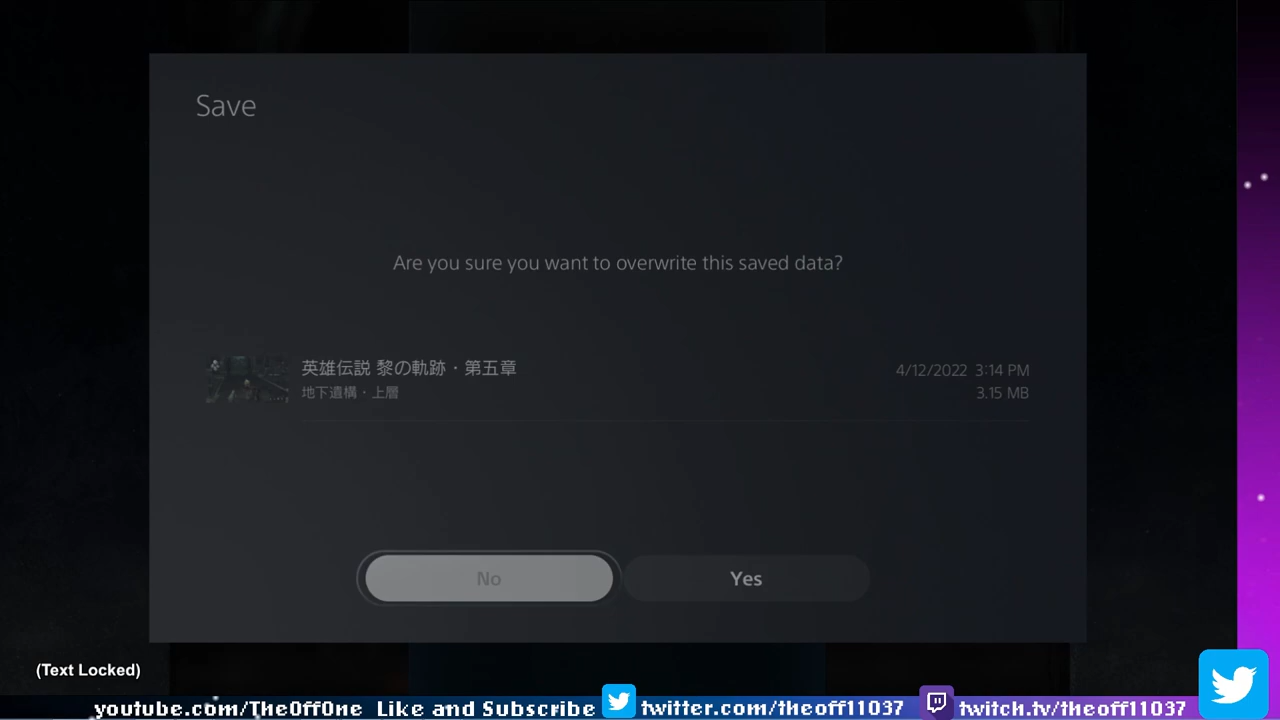 Save
Are you sure you want to overwrite this saved data?
英雄伝説 黎の軌跡・第五章
4/12/2022 3:14 PM
地下遺構・上層
3.15 MB
No
Yes
(Text Locked)
youtube.com/TheOffOne Like and Subscribe
twitter.com/theoff11037
twitch.tv/theoff11037